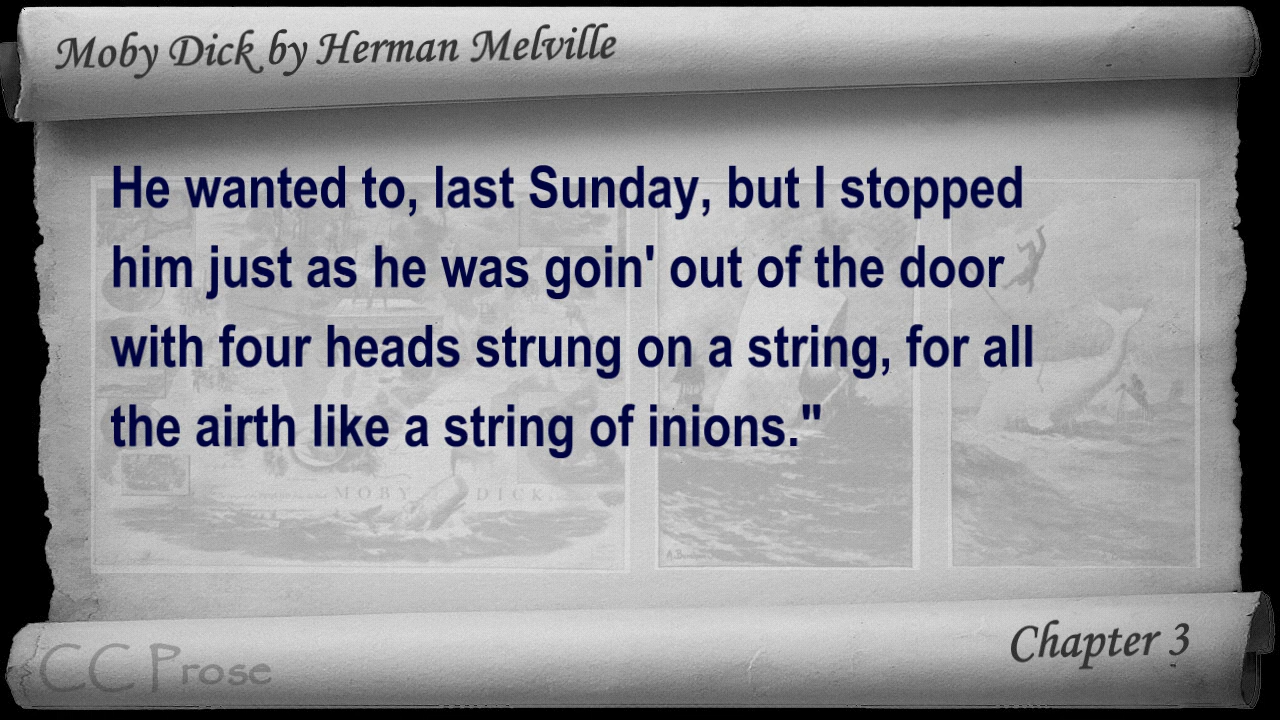 Moby Dick by Herman Melville
He wanted to, last Sunday, but I stopped
him just as he was goin' out of the door
with four heads strung on a string, for all
the airth like a string of inions."
MOBY DICK
Chapter 3
CC Prose